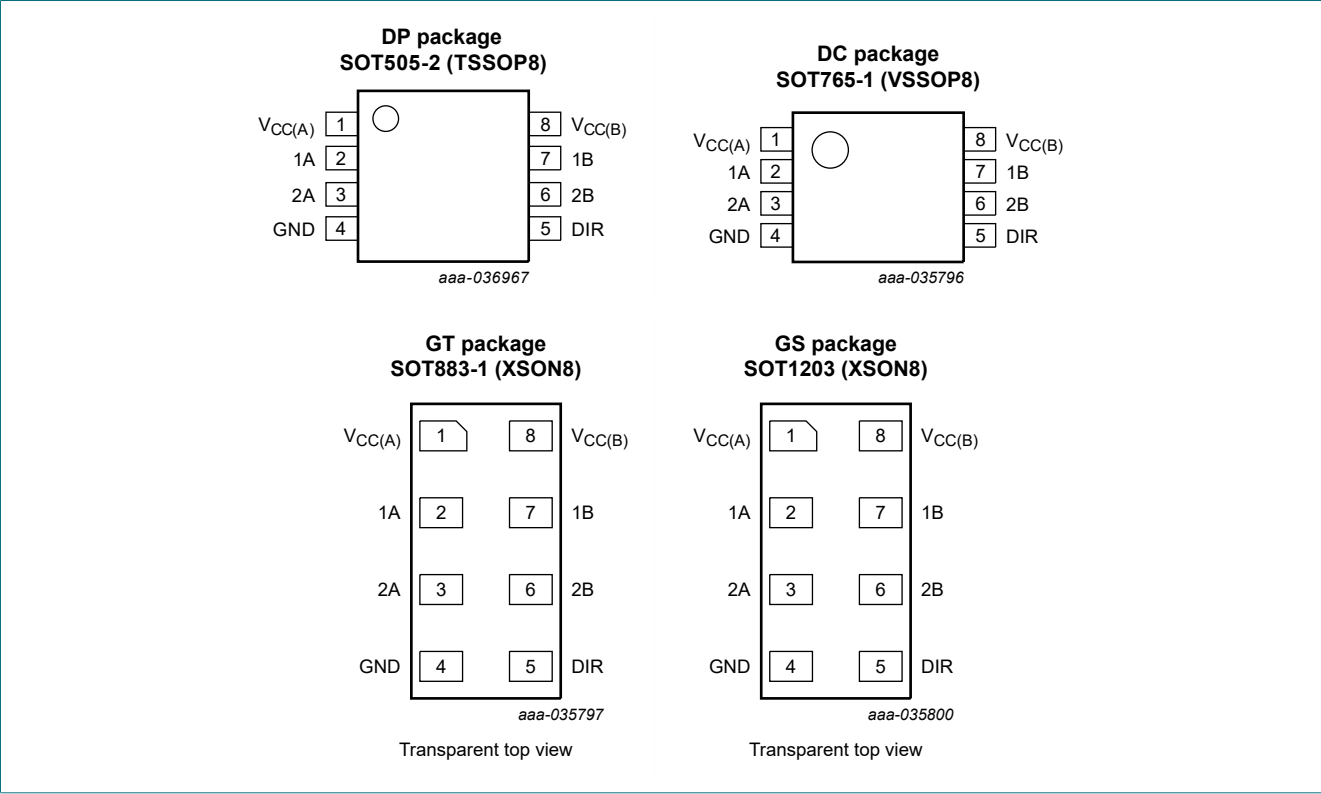 DP package
SOT505-2 (TSSOP8)
VCC(A) 1 8 VCC(B)
1A 2 7 1B
2A 3 6 2B
GND 4 5 DIR
aaa-036967
DC package
SOT765-1 (VSSOP8)
VCC(A) 1 8 VCC(B)
1A 2 7 1B
2A 3 6 2B
GND 4 5 DIR
aaa-035796
GT package
SOT883-1 (XSON8)
VCC(A) 1 8 VCC(B)
1A 2 7 1B
2A 3 6 2B
GND 4 5 DIR
aaa-035797
Transparent top view
GS package
SOT1203 (XSON8)
VCC(A) 1 8 VCC(B)
1A 2 7 1B
2A 3 6 2B
GND 4 5 DIR
aaa-035800
Transparent top view